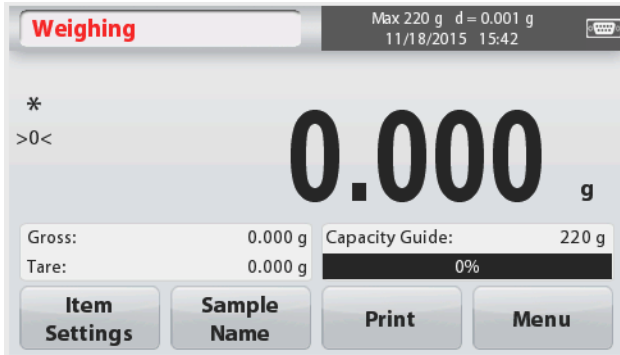 Weighing
Max 220 g d = 0.001 g
11/18/2015 15:42
*
>0<
0.000 g
Gross: 0.000 g
Tare: 0.000 g
Capacity Guide: 220 g
0%
Item Settings
Sample Name
Print
Menu